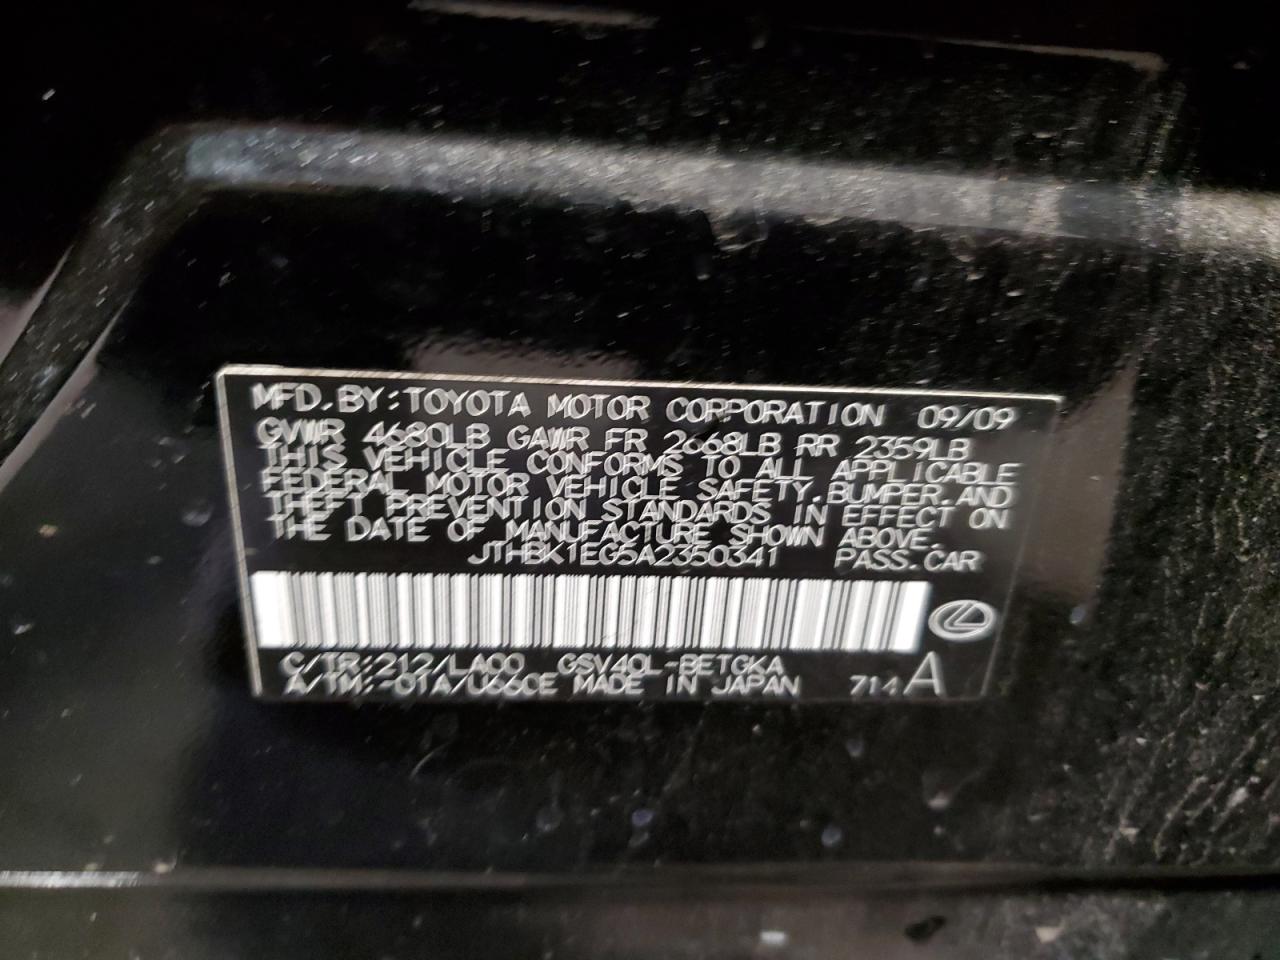 MFD. BY: TOYOTA MOTOR CORPORATION 09/09
GVWR 4680LB GAWR FR 2668LB RR 2359LB
THIS VEHICLE CONFORMS TO ALL APPLICABLE
FEDERAL MOTOR VEHICLE SAFETY, BUMPER, AND
THEFT PREVENTION STANDARDS IN EFFECT ON
THE DATE OF MANUFACTURE SHOWN ABOVE.
JTHBK1EG5A2350341 PASS. CAR
C/TR: 212/LA00 GSV40L-BETGKA
A/TM: -01A/U660E MADE IN JAPAN 714 A